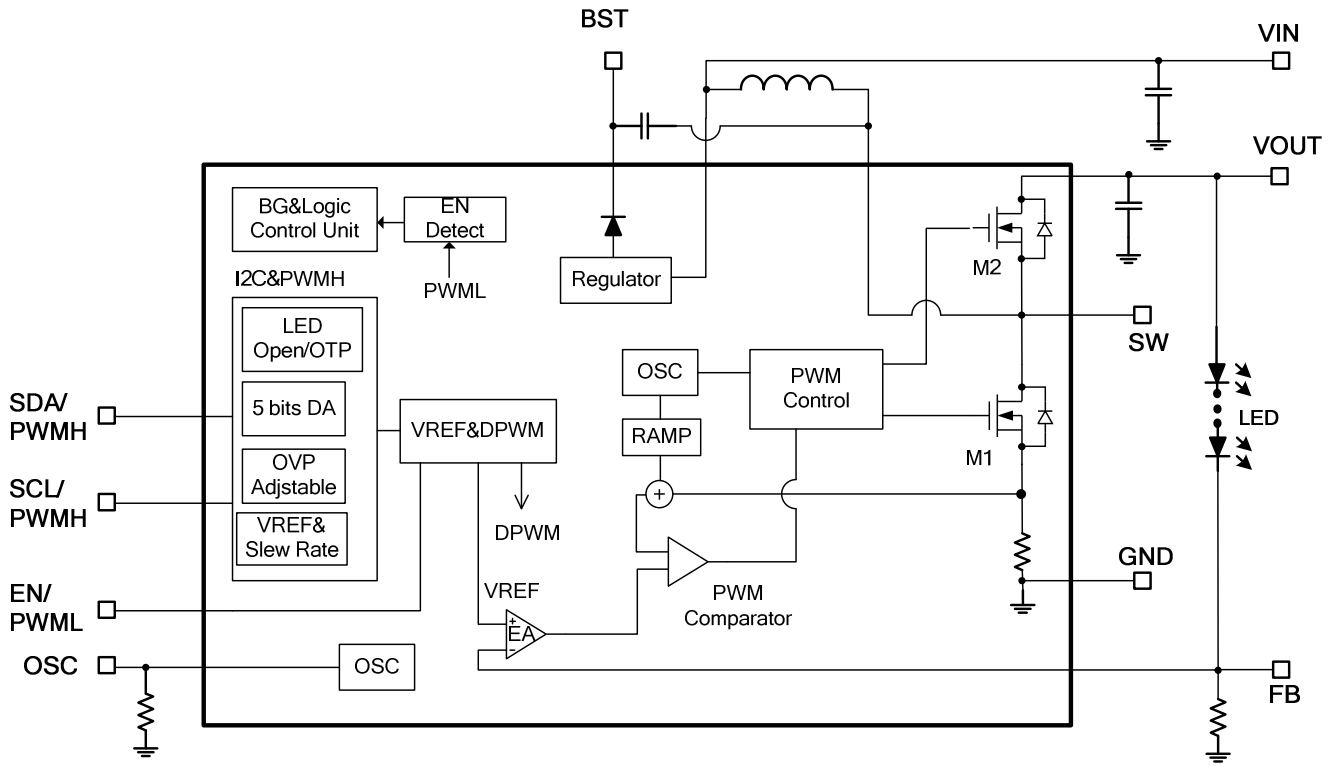 BST
VIN
VOUT
BG&Logic
Control Unit
EN
Detect
PWML
I2C&PWMH
Regulator
M2
SW
LED
Open/OTP
OSC
PWM
Control
SDA/
PWMH
5 bits DA
VREF&DPWM
RAMP
M1
LED
OVP
Adjstable
+
SCL/
PWMH
VREF&
Slew Rate
DPWM
GND
EN/
PWML
VREF
PWM
Comparator
+
EA
-
OSC
OSC
FB